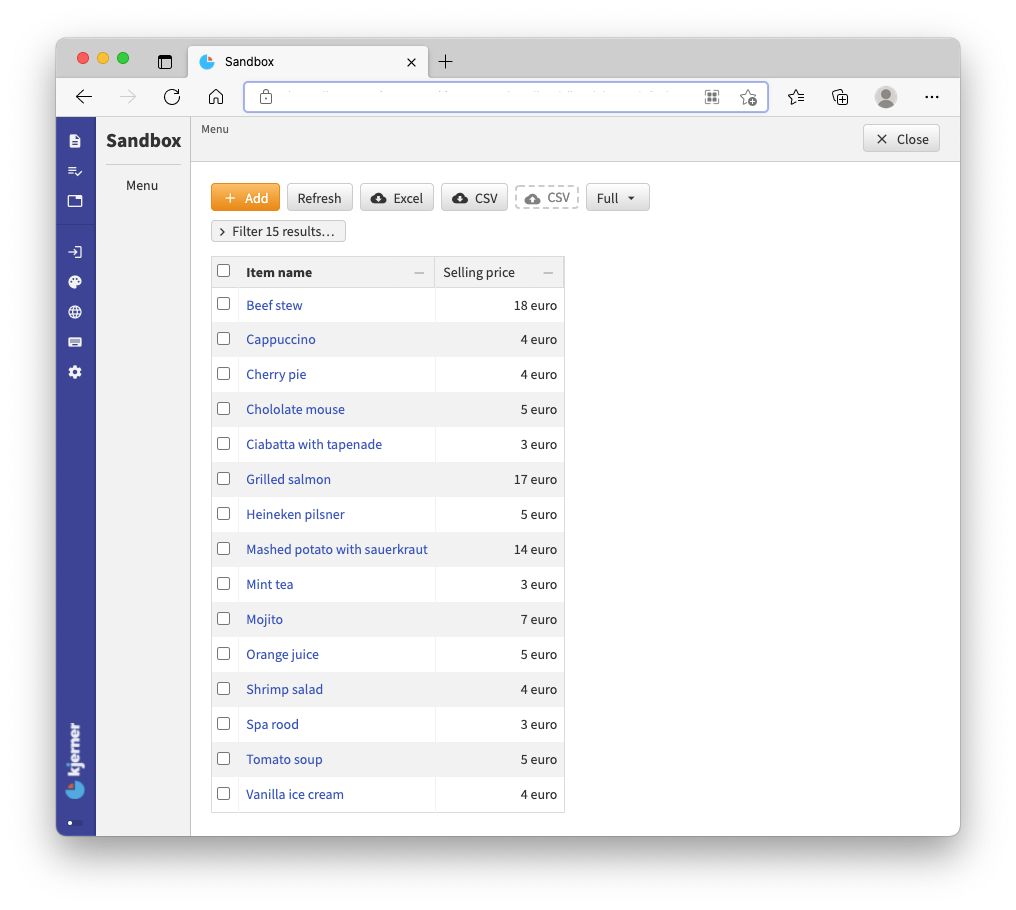 Sandbox
Sandbox
Menu
Menu
Close
Add
Refresh
Excel
CSV
CSV
Full
Filter 15 results...
Item name
Selling price
Beef stew 18 euro
Cappuccino 4 euro
Cherry pie 4 euro
Chololate mouse 5 euro
Ciabatta with tapenade 3 euro
Grilled salmon 17 euro
Heineken pilsner 5 euro
Mashed potato with sauerkraut 14 euro
Mint tea 3 euro
Mojito 7 euro
Orange juice 5 euro
Shrimp salad 4 euro
Spa rood 3 euro
Tomato soup 5 euro
Vanilla ice cream 4 euro
kjerner